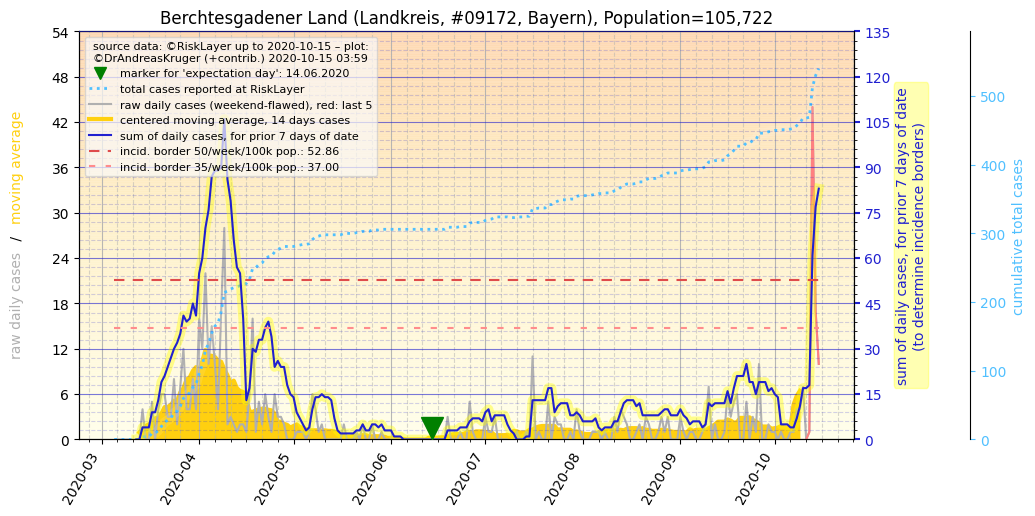 Berchtesgadener Land (Landkreis, #09172, Bayern), Population=105,722
source data: ©RiskLayer up to 2020-10-15 – plot:
©DrAndreasKruger (+contrib.) 2020-10-15 03:59
marker for 'expectation day': 14.06.2020
total cases reported at RiskLayer
raw daily cases (weekend-flawed), red: last 5
centered moving average, 14 days cases
sum of daily cases, for prior 7 days of date
incid. border 50/week/100k pop.: 52.86
incid. border 35/week/100k pop.: 37.00
raw daily cases / moving average
54
48
42
36
30
24
18
12
6
0
2020-03
2020-04
2020-05
2020-06
2020-07
2020-08
2020-09
2020-10
135
120
105
90
75
60
45
30
15
0
sum of daily cases, for prior 7 days of date
(to determine incidence borders)
500
400
300
200
100
0
cumulative total cases